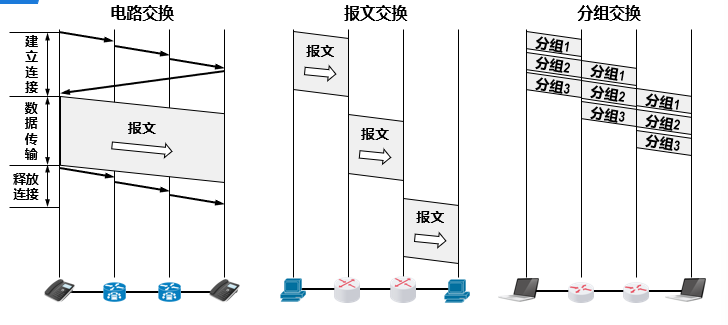 电路交换
报文交换
分组交换
建立连接
数据传输
释放
连接
报文
报文
报文
报文
分组1
分组2
分组3
分组1
分组2
分组3
分组1
分组2
分组3